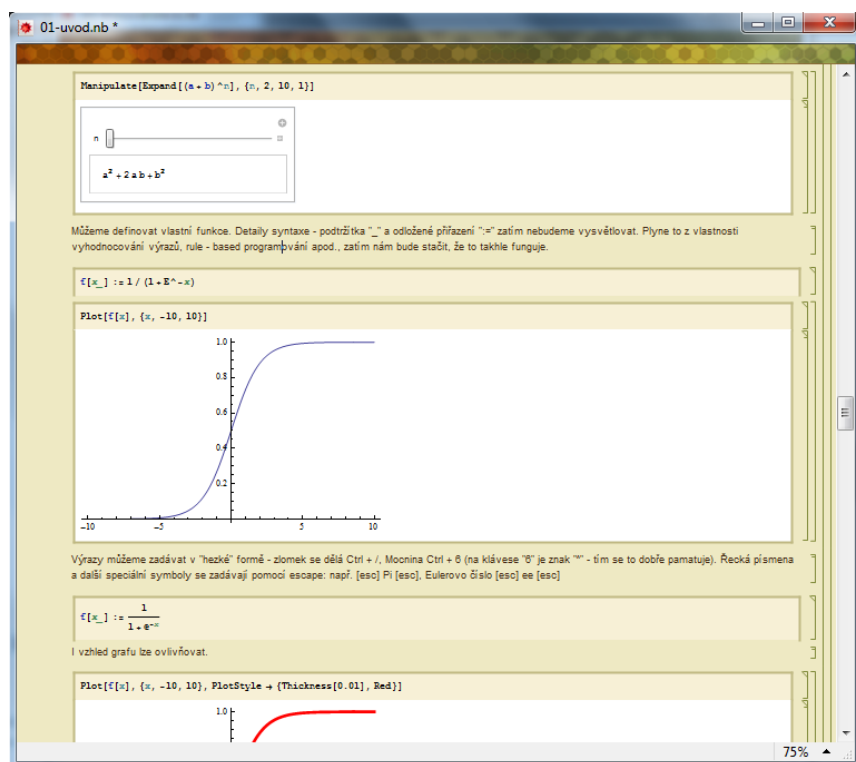 01-uvod.nb *
Manipulate[Expand[(a + b)^n], {n, 2, 10, 1}]
n
a² + 2 a b + b²
Můžeme definovat vlastní funkce. Detaily syntaxe - podtržítka "_" a odložené přiřazení ":=" zatím nebudeme vysvětlovat. Plyne to z vlastnosti
vyhodnocování výrazů, rule - based programování apod., zatím nám bude stačit, že to takhle funguje.
f[x_] := 1 / (1 + E^-x)
Plot[f[x], {x, -10, 10}]
1.0
0.8
0.6
0.4
0.2
-10 -5 5 10
Výrazy můžeme zadávat v "hezké" formě - zlomek se dělá Ctrl + /, Mocnina Ctrl + 6 (na klávese "6" je znak "^" - tím se to dobře pamatuje). Řecká písmena
a další speciální symboly se zadávají pomocí escape: např. [esc] Pi [esc], Eulerovo číslo [esc] ee [esc]
f[x_] := 1 / (1 + e^-x)
I vzhled grafu lze ovlivňovat.
Plot[f[x], {x, -10, 10}, PlotStyle → {Thickness[0.01], Red}]
1.0
75%